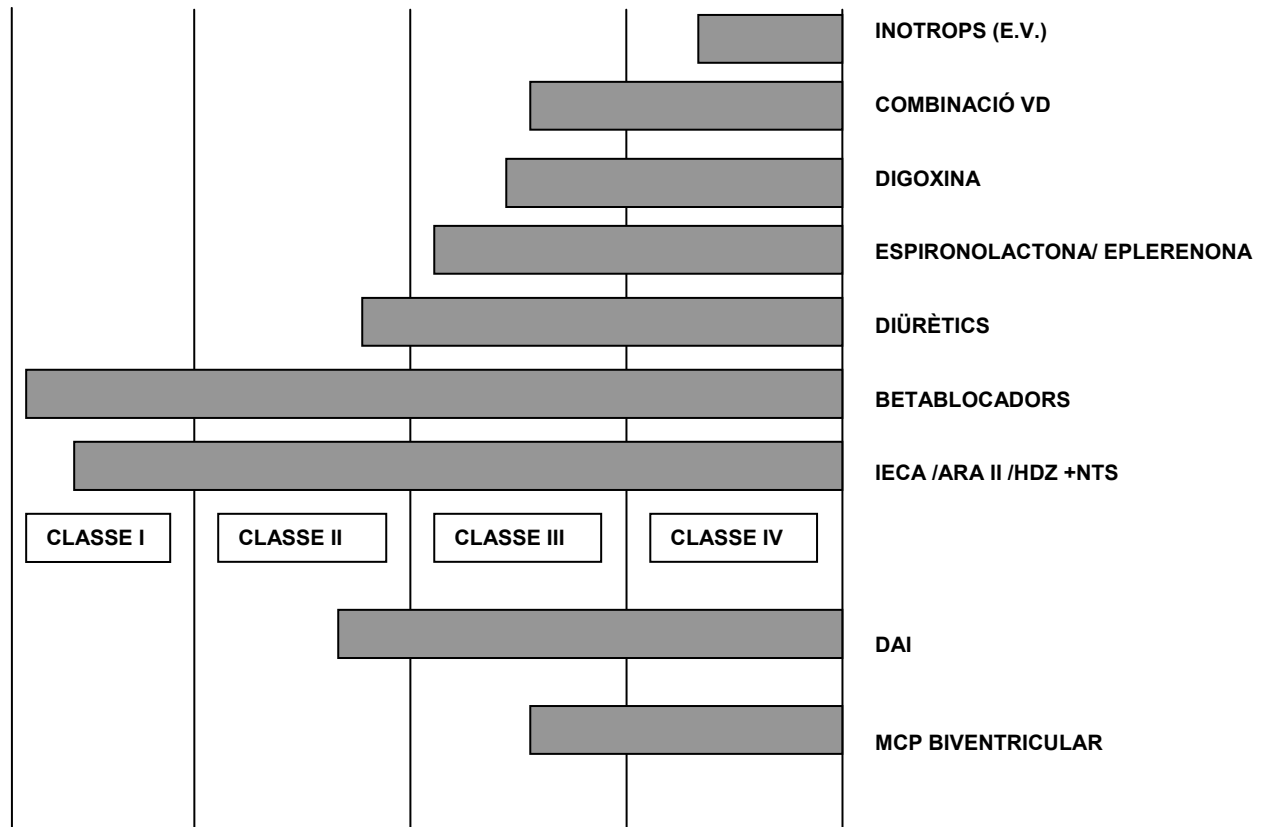 INOTROPS (E.V.)
COMBINACIÓ VD
DIGOXINA
ESPIRONOLACTONA/ EPLERENONA
DIÜRÈTICS
BETABLOCADORS
IECA /ARA II /HDZ +NTS
CLASSE I
CLASSE II
CLASSE III
CLASSE IV
DAI
MCP BIVENTRICULAR